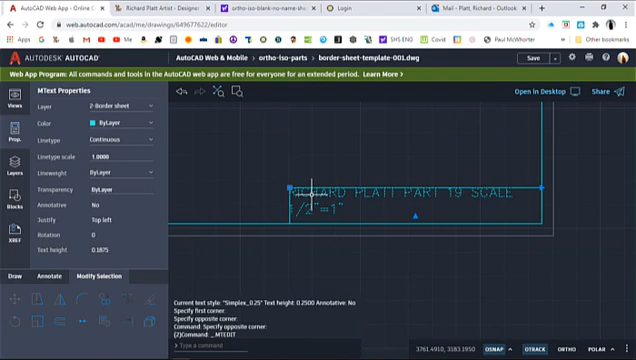 AutoCAD Web App - Online C
Richard Platt Artist - Designer
ortho-iso-blank-no-name-sh
Login
Mail - Platt, Richard - Outlook
web.autocad.com/acad/me/drawings/649677622/editor
Apps
SHS ENG
Covid
Paul McWhorter
Other bookmarks
AUTODESK AUTOCAD
AutoCAD Web & Mobile > ortho-iso-parts > border-sheet-template-001.dwg
Save
Web App Program: All commands and tools in the AutoCAD web app are free for everyone for an extended period. Learn More >
Views
Prop.
Layers
Blocks
XREF
MText Properties
Layer 2-Border sheet
Color ByLayer
Linetype Continuous
Linetype scale 1.0000
Lineweight ByLayer
Transparency ByLayer
Annotative No
Justify Top left
Rotation 0
Text height 0.1875
Open in Desktop
Share
RICHARD PLATT PART 19 SCALE
1/2"=1"
Draw Annotate Modify Selection
Current text style: "Simplex_0.25" Text height: 0.2500 Annotative: No
Specify first corner:
Specify opposite corner:
Command: Specify opposite corner:
(2)Command: _MTEDIT
Type a command
3761.4910, 3183.1950 OSNAP OTRACK ORTHO POLAR